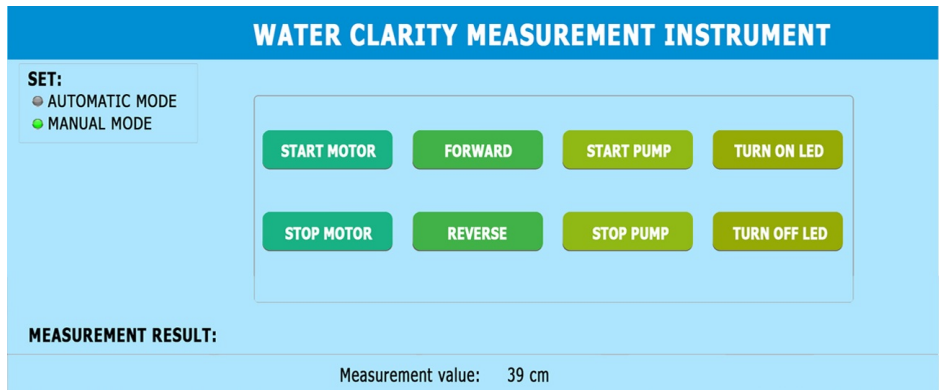 WATER CLARITY MEASUREMENT INSTRUMENT
SET:
AUTOMATIC MODE
MANUAL MODE
START MOTOR FORWARD START PUMP TURN ON LED
STOP MOTOR REVERSE STOP PUMP TURN OFF LED
MEASUREMENT RESULT:
Measurement value: 39 cm